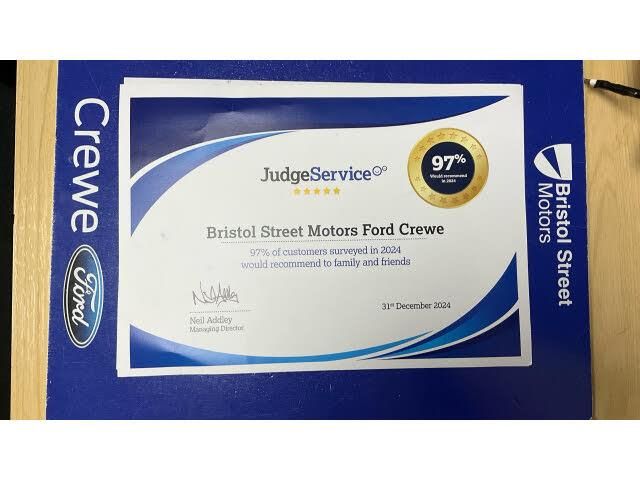 Crewe
Ford
JudgeService
97%
Would recommend
in 2024
Bristol Street Motors Ford Crewe
97% of customers surveyed in 2024
would recommend to family and friends
Neil Addley
Managing Director
31st December 2024
Bristol Street
Motors